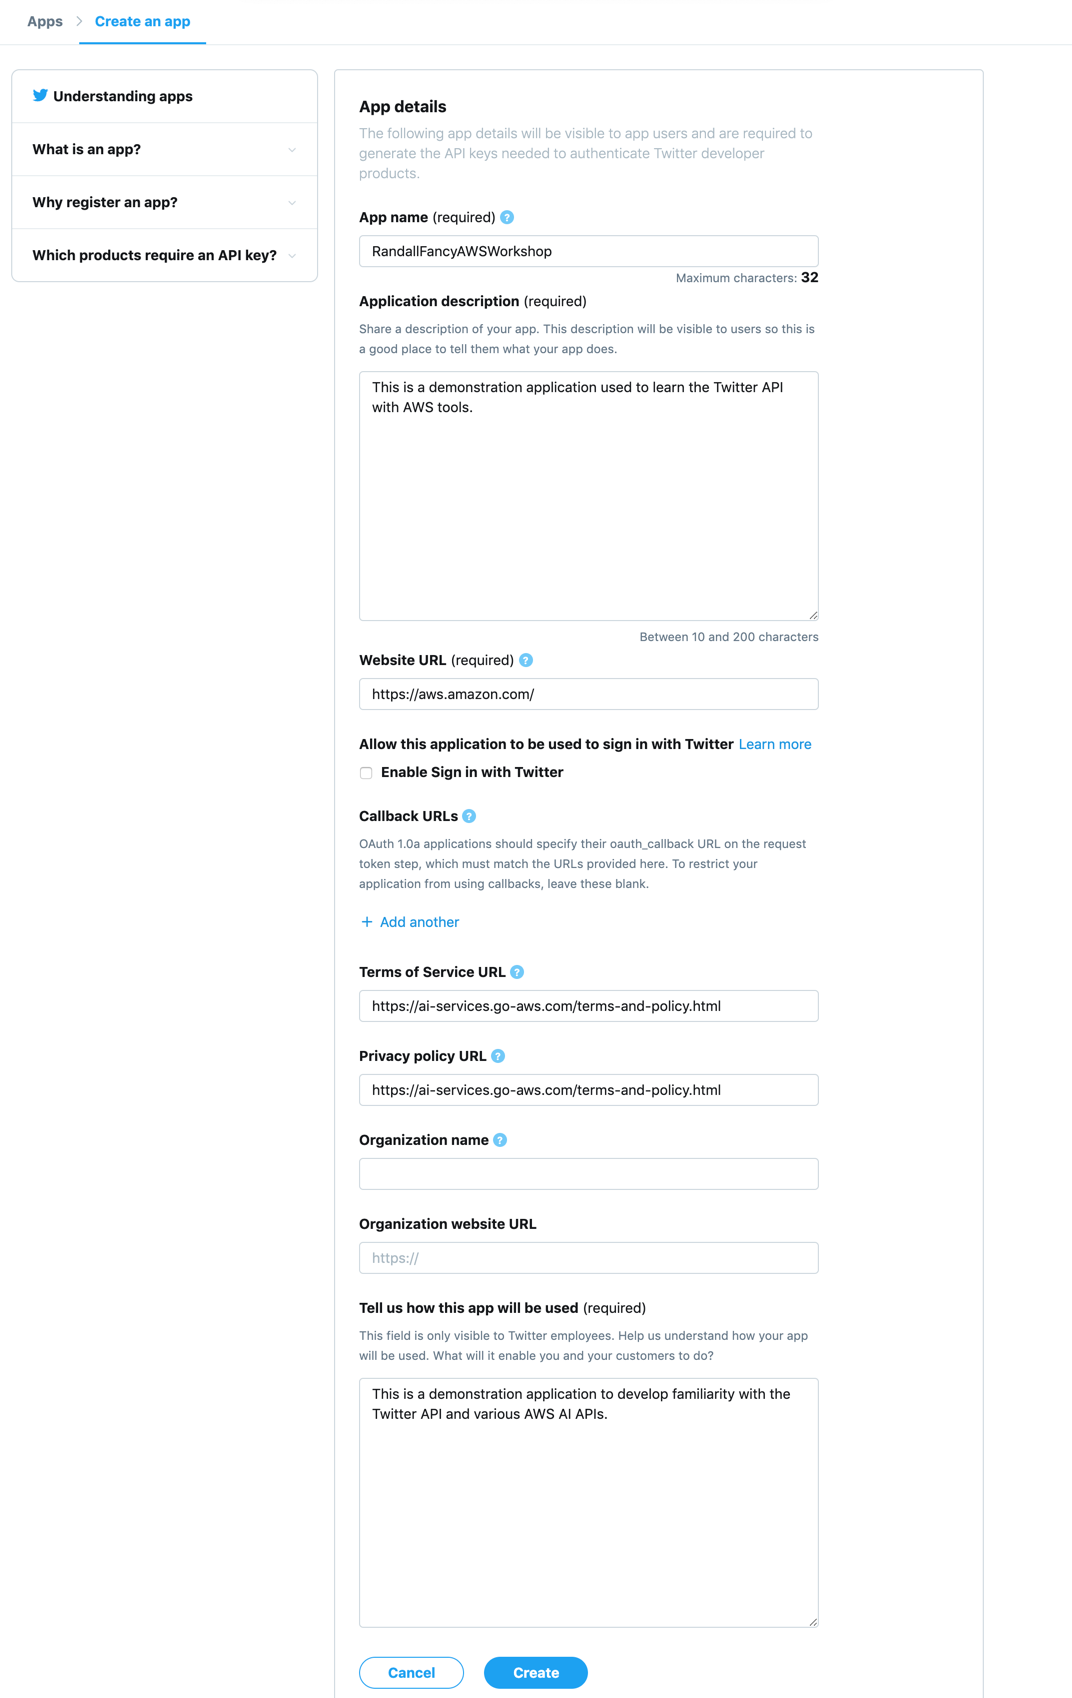 Apps
Create an app
Understanding apps
What is an app?
Why register an app?
Which products require an API key?
App details
The following app details will be visible to app users and are required to
generate the API keys needed to authenticate Twitter developer
products.
App name (required) ?
RandallFancyAWSWorkshop
Maximum characters: 32
Application description (required)
Share a description of your app. This description will be visible to users so this is
a good place to tell them what your app does.
This is a demonstration application used to learn the Twitter API
with AWS tools.
Between 10 and 200 characters
Website URL (required) ?
https://aws.amazon.com/
Allow this application to be used to sign in with Twitter Learn more
Enable Sign in with Twitter
Callback URLs ?
OAuth 1.0a applications should specify their oauth_callback URL on the request
token step, which must match the URLs provided here. To restrict your
application from using callbacks, leave these blank.
+ Add another
Terms of Service URL ?
https://ai-services.go-aws.com/terms-and-policy.html
Privacy policy URL ?
https://ai-services.go-aws.com/terms-and-policy.html
Organization name ?
Organization website URL
https://
Tell us how this app will be used (required)
This field is only visible to Twitter employees. Help us understand how your app
will be used. What will it enable you and your customers to do?
This is a demonstration application to develop familiarity with the
Twitter API and various AWS AI APIs.
Cancel
Create